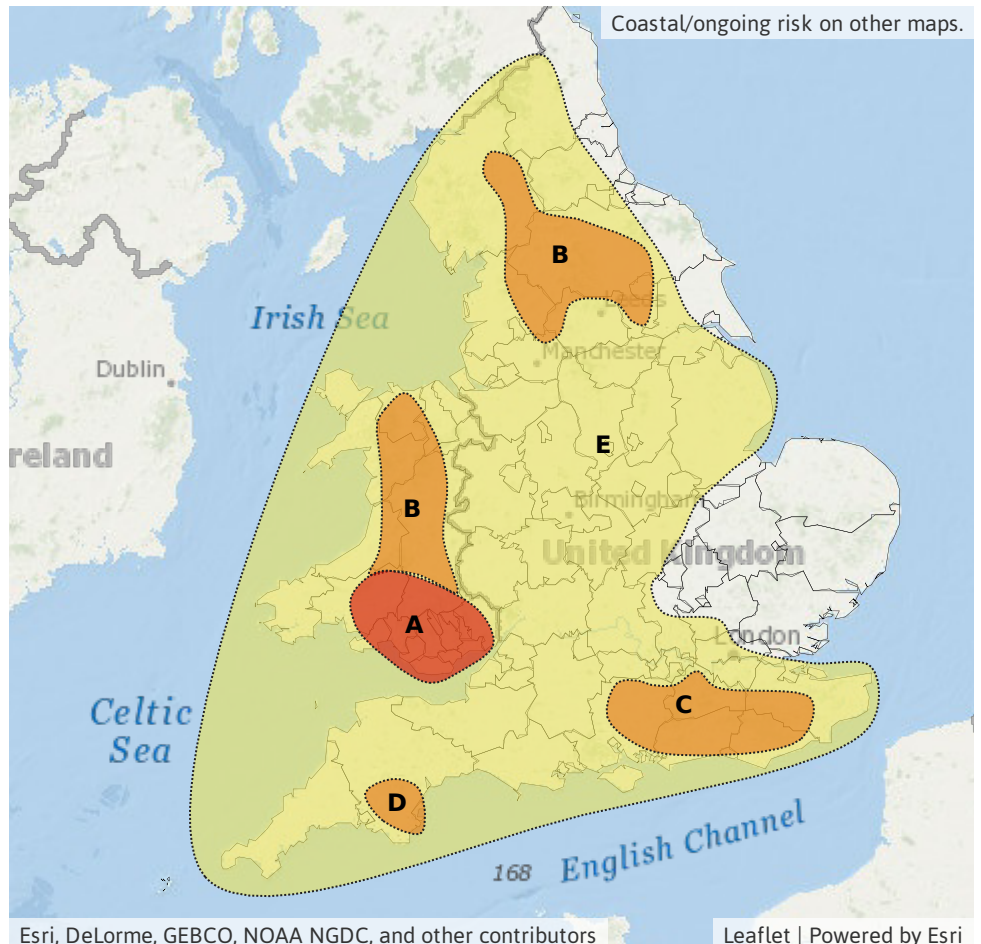 Coastal/ongoing risk on other maps.
B
Leeds
Irish Sea
Manchester
Dublin
reland
E
B
Birmingham
United Kingdom
A
London
Celtic
Sea
C
D
English Channel
168
Esri, DeLorme, GEBCO, NOAA NGDC, and other contributors
Leaflet | Powered by Esri